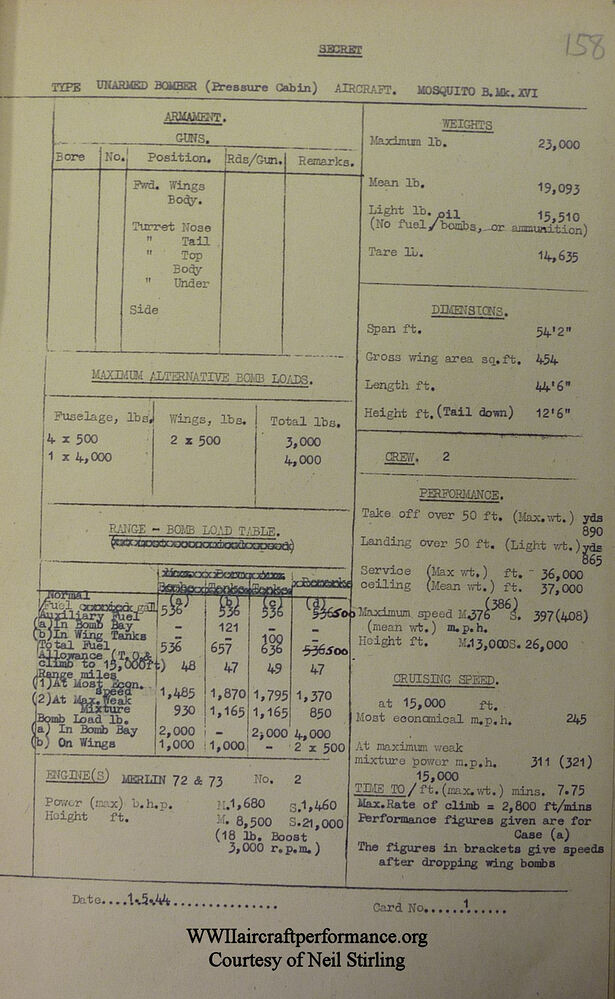 158
SECRET
TYPE UNARMED BOMBER (Pressure Cabin) AIRCRAFT. MOSQUITO B.Mk.XVI
ARMAMENT.
GUNS.
Bore No. Position. Rds/Gun. Remarks.
Fwd. Wings
Body.
Turret Nose
" Tail
" Top
Body
" Under
Side
MAXIMUM ALTERNATIVE BOMB LOADS.
Fuselage, lbs. Wings, lbs. Total lbs.
4 x 500 2 x 500 3,000
1 x 4,000 4,000
RANGE - BOMB LOAD TABLE.
Normal (a) (b) (c) (d)
Fuel gall 536 536 536 536 500
Auxiliary Fuel
(a) In Bomb Bay - 121 -
(b) In Wing Tanks - - 100 -
Total Fuel 536 657 636 536 500
Allowance (T.O.&
climb to 15,000ft) 48 47 49 47
Range miles
(1) At Most Econ.
speed 1,485 1,870 1,795 1,370
(2) At Max. Weak
Mixture 930 1,165 1,165 850
Bomb Load lb.
(a) In Bomb Bay 2,000 - 2,000 4,000
(b) On Wings 1,000 1,000 - 2 x 500
ENGINE(S) MERLIN 72 & 73 No. 2
Power (max) b.h.p. M.1,680 S.1,460
Height ft. M. 8,500 S.21,000
(18 lb. Boost
3,000 r.p.m.)
WEIGHTS
Maximum lb. 23,000
Mean lb. 19,093
Light lb. oil 15,510
(No fuel/bombs, or ammunition)
Tare lb. 14,635
DIMENSIONS.
Span ft. 54'2"
Gross wing area sq.ft. 454
Length ft. 44'6"
Height ft.(Tail down) 12'6"
CREW. 2
PERFORMANCE.
Take off over 50 ft. (Max.wt.) yds
890
Landing over 50 ft. (Light wt.) yds
865
Service (Max wt.) ft. - 36,000
ceiling (Mean wt.) ft. 37,000
(386)
Maximum speed M.376 S. 397(408)
(mean wt.) m.p.h.
Height ft. M.13,000S. 26,000
CRUISING SPEED.
at 15,000 ft.
Most economical m.p.h. 245
At maximum weak
mixture power m.p.h. 311 (321)
15,000
TIME TO/ft.(max.wt.) mins. 7.75
Max.Rate of climb = 2,800 ft/mins
Performance figures given are for
Case (a)
The figures in brackets give speeds
after dropping wing bombs
Date....1.5.44...............
Card No......1......
WWIIaircraftperformance.org
Courtesy of Neil Stirling